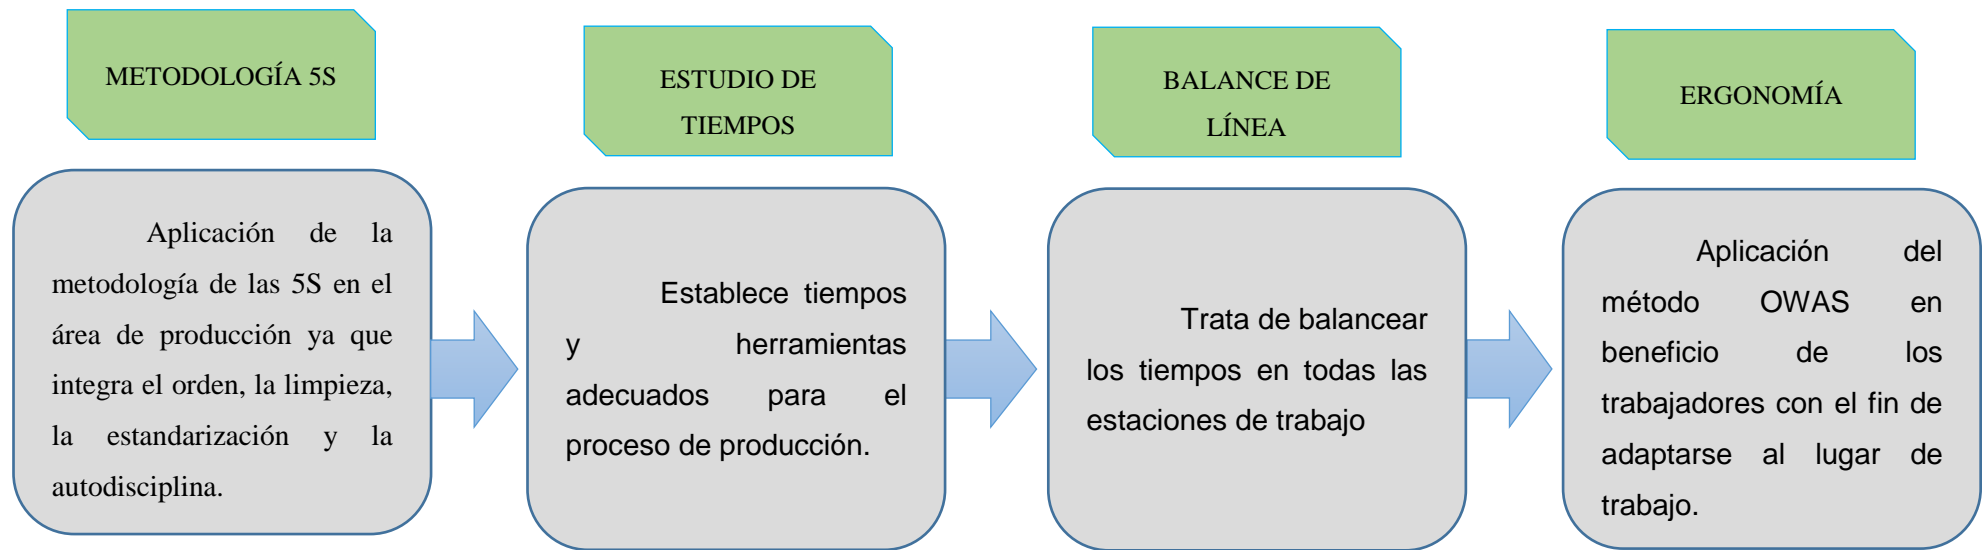 METODOLOGÍA 5S
Aplicación de la
metodología de las 5S en el
área de producción ya que
integra el orden, la limpieza,
la estandarización y la
autodisciplina.
ESTUDIO DE
TIEMPOS
Establece tiempos
y herramientas
adecuados para el
proceso de producción.
BALANCE DE
LÍNEA
Trata de balancear
los tiempos en todas las
estaciones de trabajo
ERGONOMÍA
Aplicación del
método OWAS en
beneficio de los
trabajadores con el fin de
adaptarse al lugar de
trabajo.